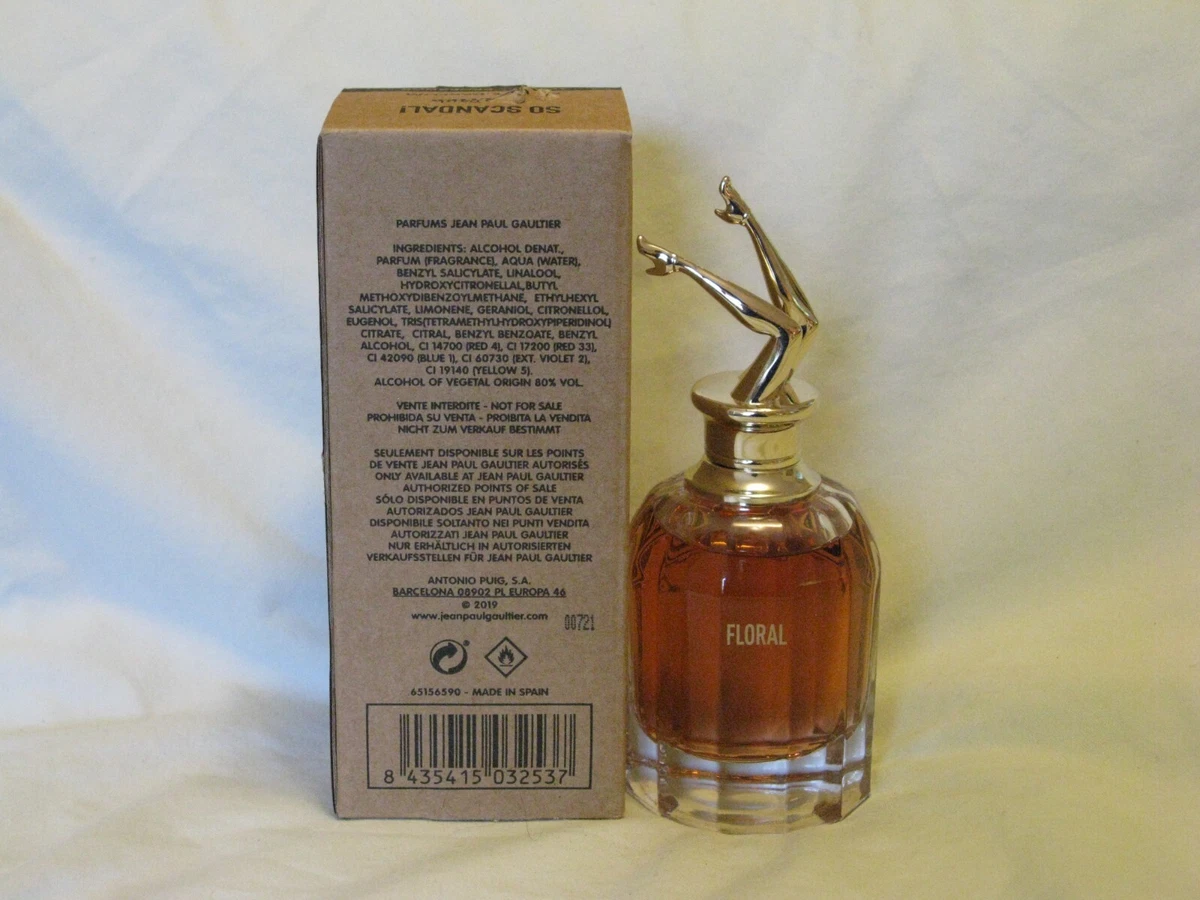 SO SCANDAL!
PARFUMS JEAN PAUL GAULTIER
INGREDIENTS: ALCOHOL DENAT.,
PARFUM (FRAGRANCE), AQUA (WATER),
BENZYL SALICYLATE, LINALOOL,
HYDROXYCITRONELLAL,BUTYL
METHOXYDIBENZOYLMETHANE, ETHYLHEXYL
SALICYLATE, LIMONENE, GERANIOL, CITRONELLOL,
EUGENOL, TRIS(TETRAMETHYLHYDROXYPIPERIDINOL)
CITRATE, CITRAL, BENZYL BENZOATE, BENZYL
ALCOHOL, CI 14700 (RED 4), CI 17200 (RED 33),
CI 42090 (BLUE 1), CI 60730 (EXT. VIOLET 2),
CI 19140 (YELLOW 5).
ALCOHOL OF VEGETAL ORIGIN 80% VOL.
VENTE INTERDITE - NOT FOR SALE
PROHIBIDA SU VENTA - PROIBITA LA VENDITA
NICHT ZUM VERKAUF BESTIMMT
SEULEMENT DISPONIBLE SUR LES POINTS
DE VENTE JEAN PAUL GAULTIER AUTORISÉS
ONLY AVAILABLE AT JEAN PAUL GAULTIER
AUTHORIZED POINTS OF SALE
SÓLO DISPONIBLE EN PUNTOS DE VENTA
AUTORIZADOS JEAN PAUL GAULTIER
DISPONIBLE SOLTANTO NEI PUNTI VENDITA
AUTORIZZATI JEAN PAUL GAULTIER
NUR ERHÄLTLICH IN AUTORISIERTEN
VERKAUFSSTELLEN FÜR JEAN PAUL GAULTIER
ANTONIO PUIG, S.A.
BARCELONA 08902 PL EUROPA 46
© 2019
www.jeanpaulgaultier.com
00721
65156590 - MADE IN SPAIN
8 435415 032537
FLORAL